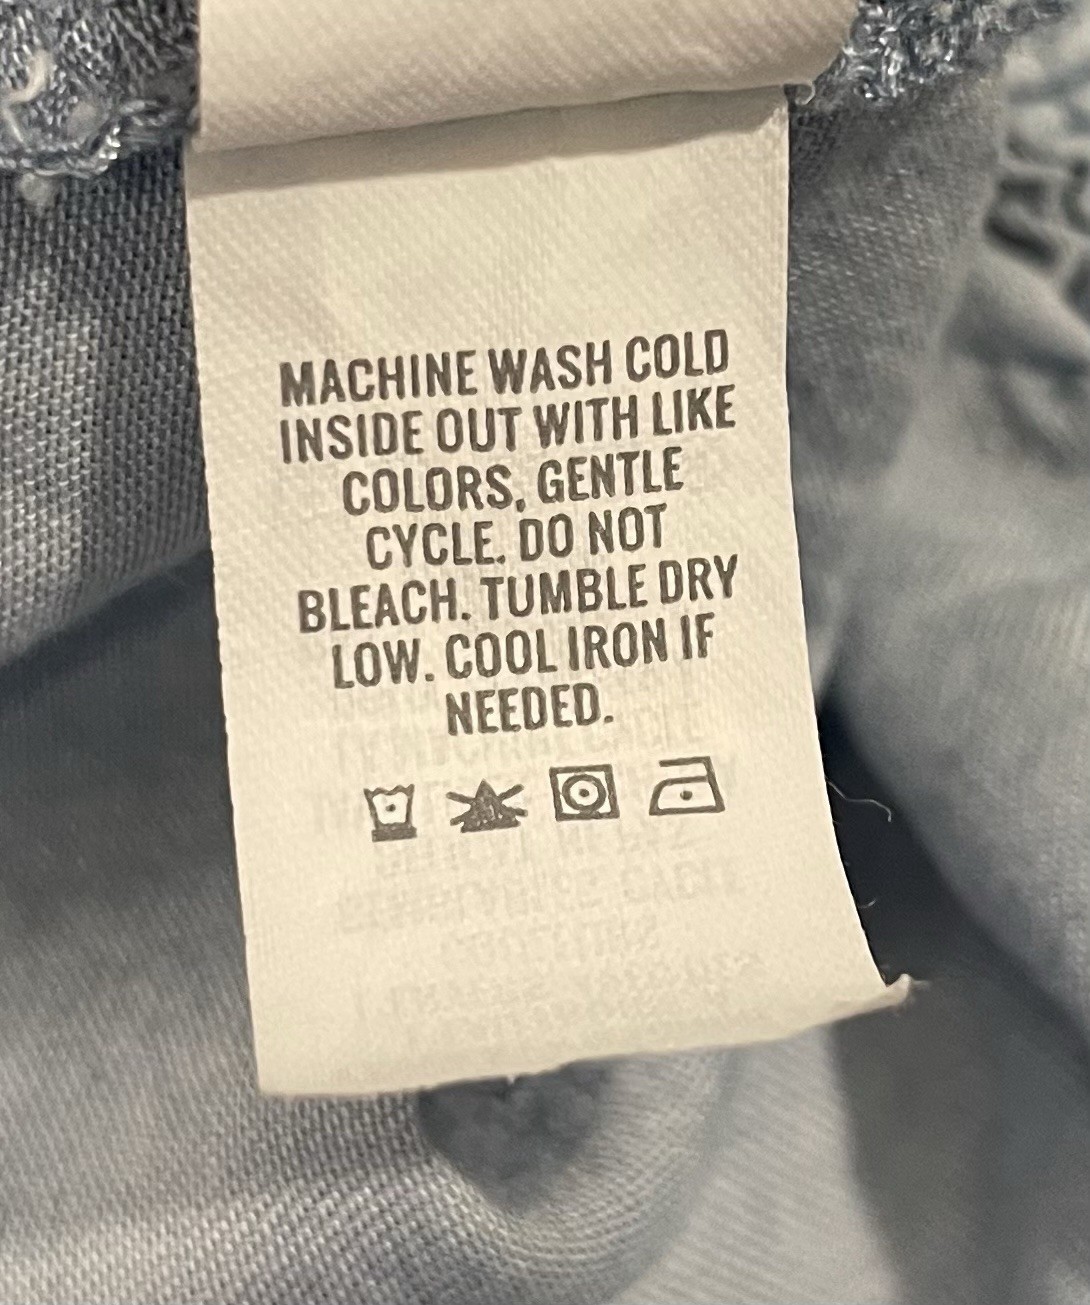 MACHINE WASH COLD
INSIDE OUT WITH LIKE
COLORS, GENTLE
CYCLE. DO NOT
BLEACH. TUMBLE DRY
LOW. COOL IRON IF
NEEDED.